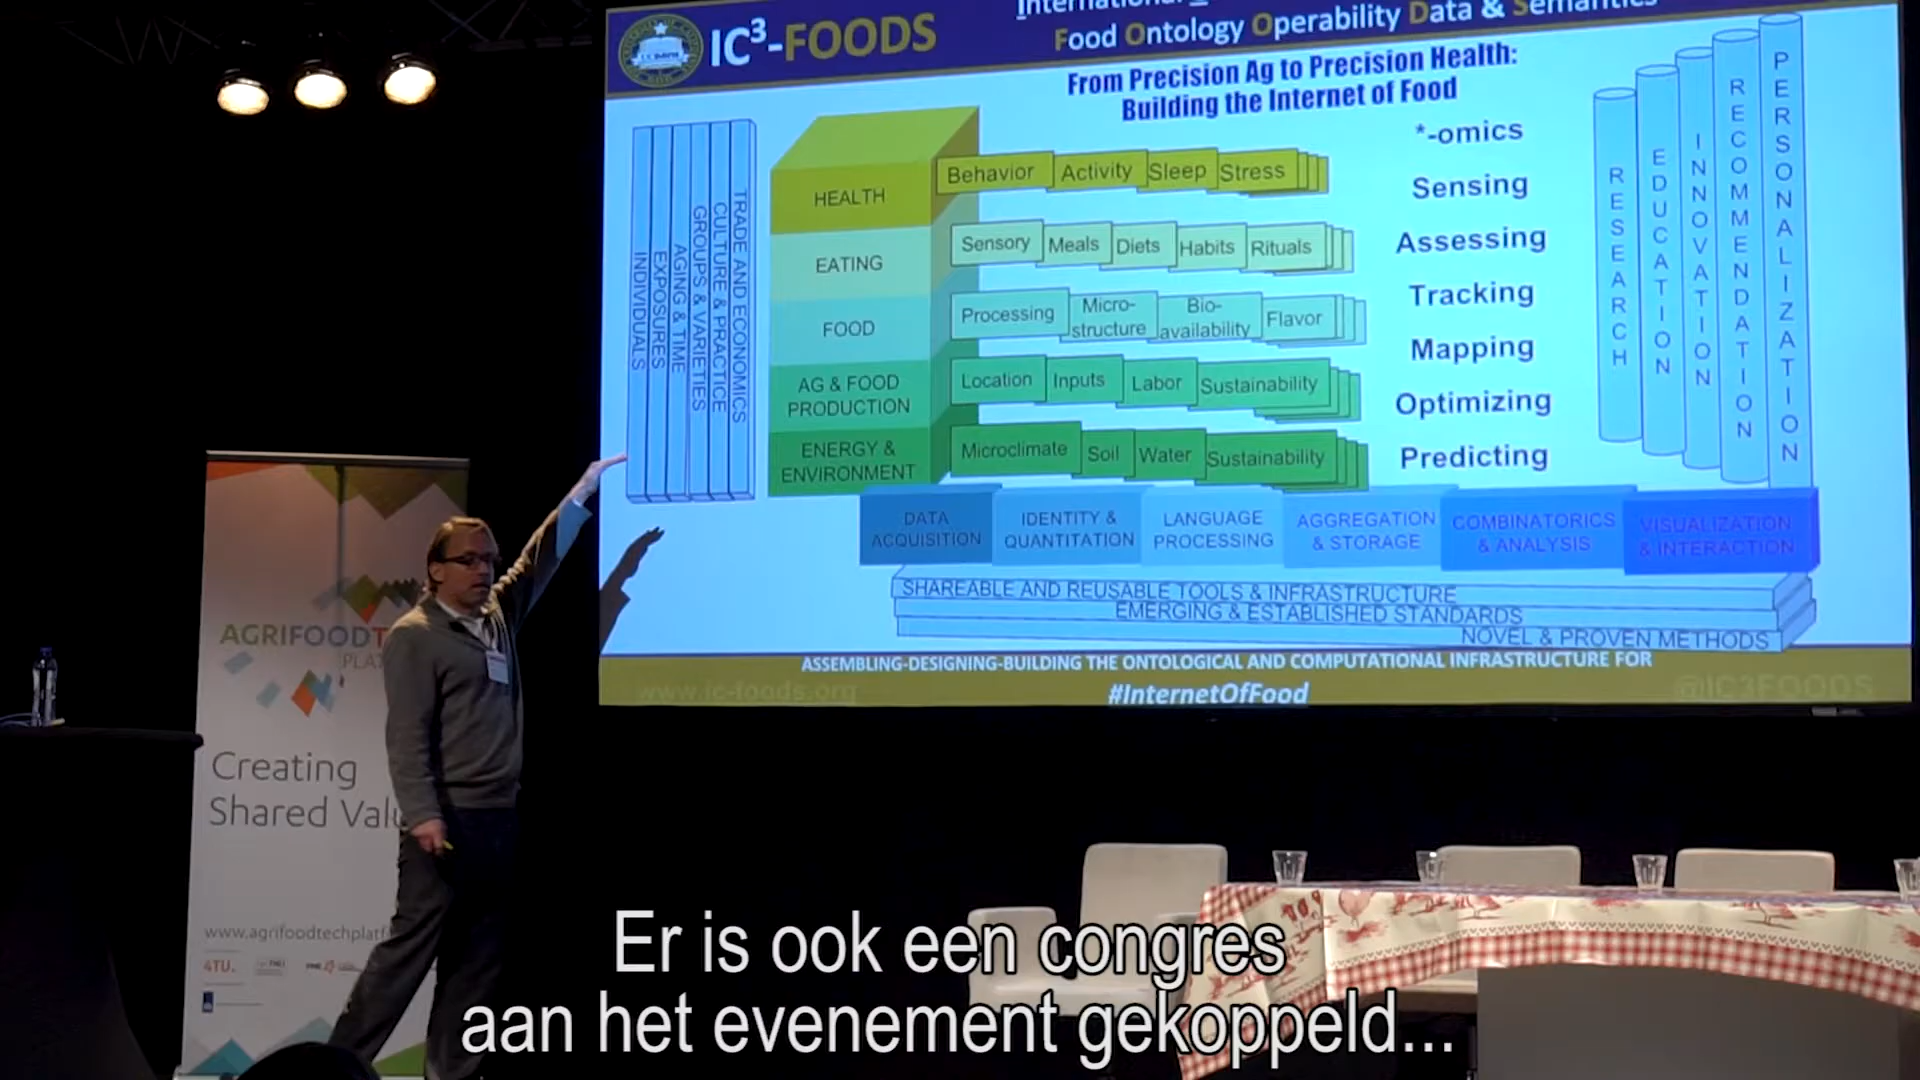 IC³-FOODS
Food Ontology Operability Data & Semantics
From Precision Ag to Precision Health:
Building the Internet of Food
TRADE AND ECONOMICS
CULTURE & PRACTICE
GROUPS & VARIETIES
AGING & TIME
EXPOSURES
INDIVIDUALS
HEALTH
Behavior Activity Sleep Stress
EATING
Sensory Meals Diets Habits Rituals
FOOD
Processing Micro-structure Bio-availability Flavor
AG & FOOD
PRODUCTION
Location Inputs Labor Sustainability
ENERGY &
ENVIRONMENT
Microclimate Soil Water Sustainability
*-omics
Sensing
Assessing
Tracking
Mapping
Optimizing
Predicting
RESEARCH
EDUCATION
INNOVATION
RECOMMENDATION
PERSONALIZATION
DATA
ACQUISITION
IDENTITY &
QUANTITATION
LANGUAGE
PROCESSING
AGGREGATION
& STORAGE
COMBINATORICS
& ANALYSIS
VISUALIZATION
& INTERACTION
SHAREABLE AND REUSABLE TOOLS & INFRASTRUCTURE
EMERGING & ESTABLISHED STANDARDS
NOVEL & PROVEN METHODS
ASSEMBLING-DESIGNING-BUILDING THE ONTOLOGICAL AND COMPUTATIONAL INFRASTRUCTURE FOR
www.ic-foods.org
#InternetOfFood
@IC3FOODS
AGRIFOODT
PLA
Creating
Shared Valu
www.agrifoodtechplatf
4TU.
Er is ook een congres
aan het evenement gekoppeld...